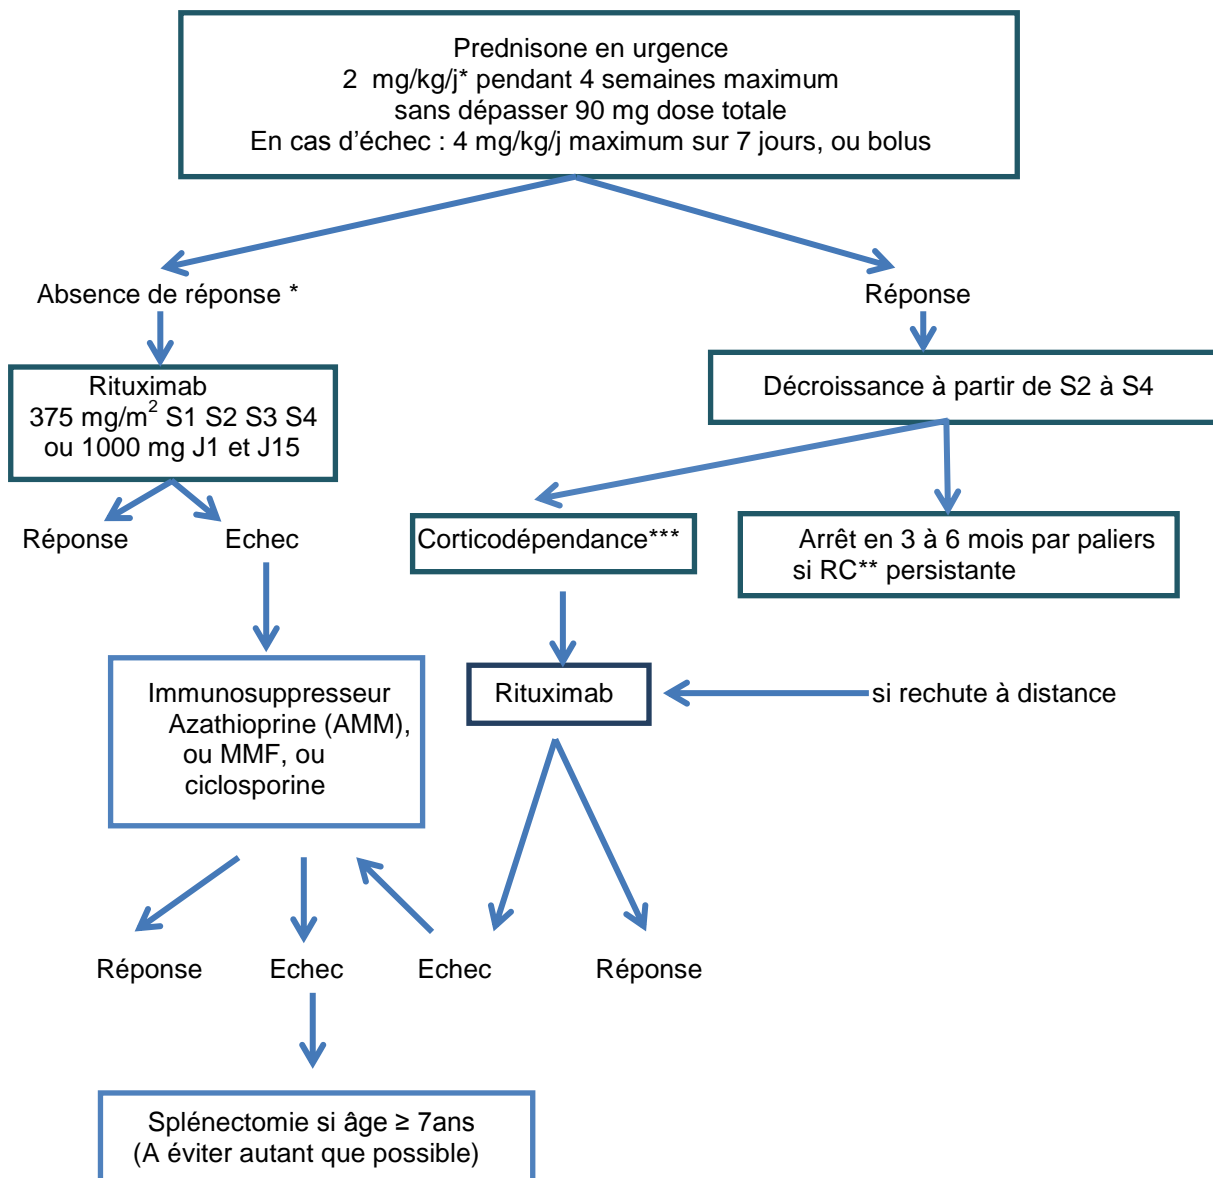 Prednisone en urgence
2 mg/kg/j* pendant 4 semaines maximum
sans dépasser 90 mg dose totale
En cas d'échec : 4 mg/kg/j maximum sur 7 jours, ou bolus
Absence de réponse *
Réponse
Rituximab
375 mg/m² S1 S2 S3 S4
ou 1000 mg J1 et J15
Décroissance à partir de S2 à S4
Réponse
Echec
Corticodépendance***
Arrêt en 3 à 6 mois par paliers
si RC** persistante
Immunosuppresseur
Azathioprine (AMM),
ou MMF, ou
ciclosporine
Rituximab
si rechute à distance
Réponse
Echec
Echec
Réponse
Splénectomie si âge ≥ 7ans
(A éviter autant que possible)